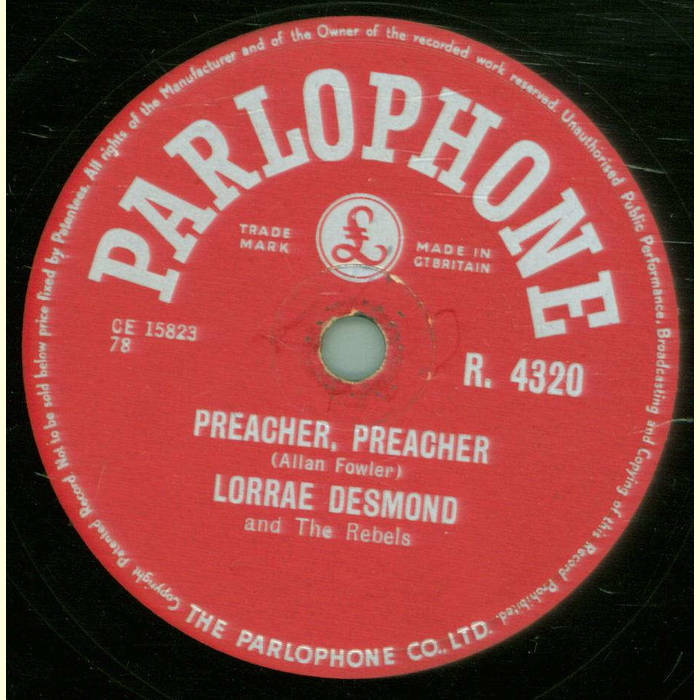 Copyright Patented Record Not to be sold below price fixed by Patentees. All rights of the Manufacturer and of the Owner of the recorded work reserved. Unauthorised Public Performance, Broadcasting and Copying of this Record Prohibited.
PARLOPHONE
TRADE
MARK
£
MADE IN
GT BRITAIN
CE 15823
78
R. 4320
PREACHER, PREACHER
(Allan Fowler)
LORRAE DESMOND
and The Rebels
THE PARLOPHONE CO., LTD.